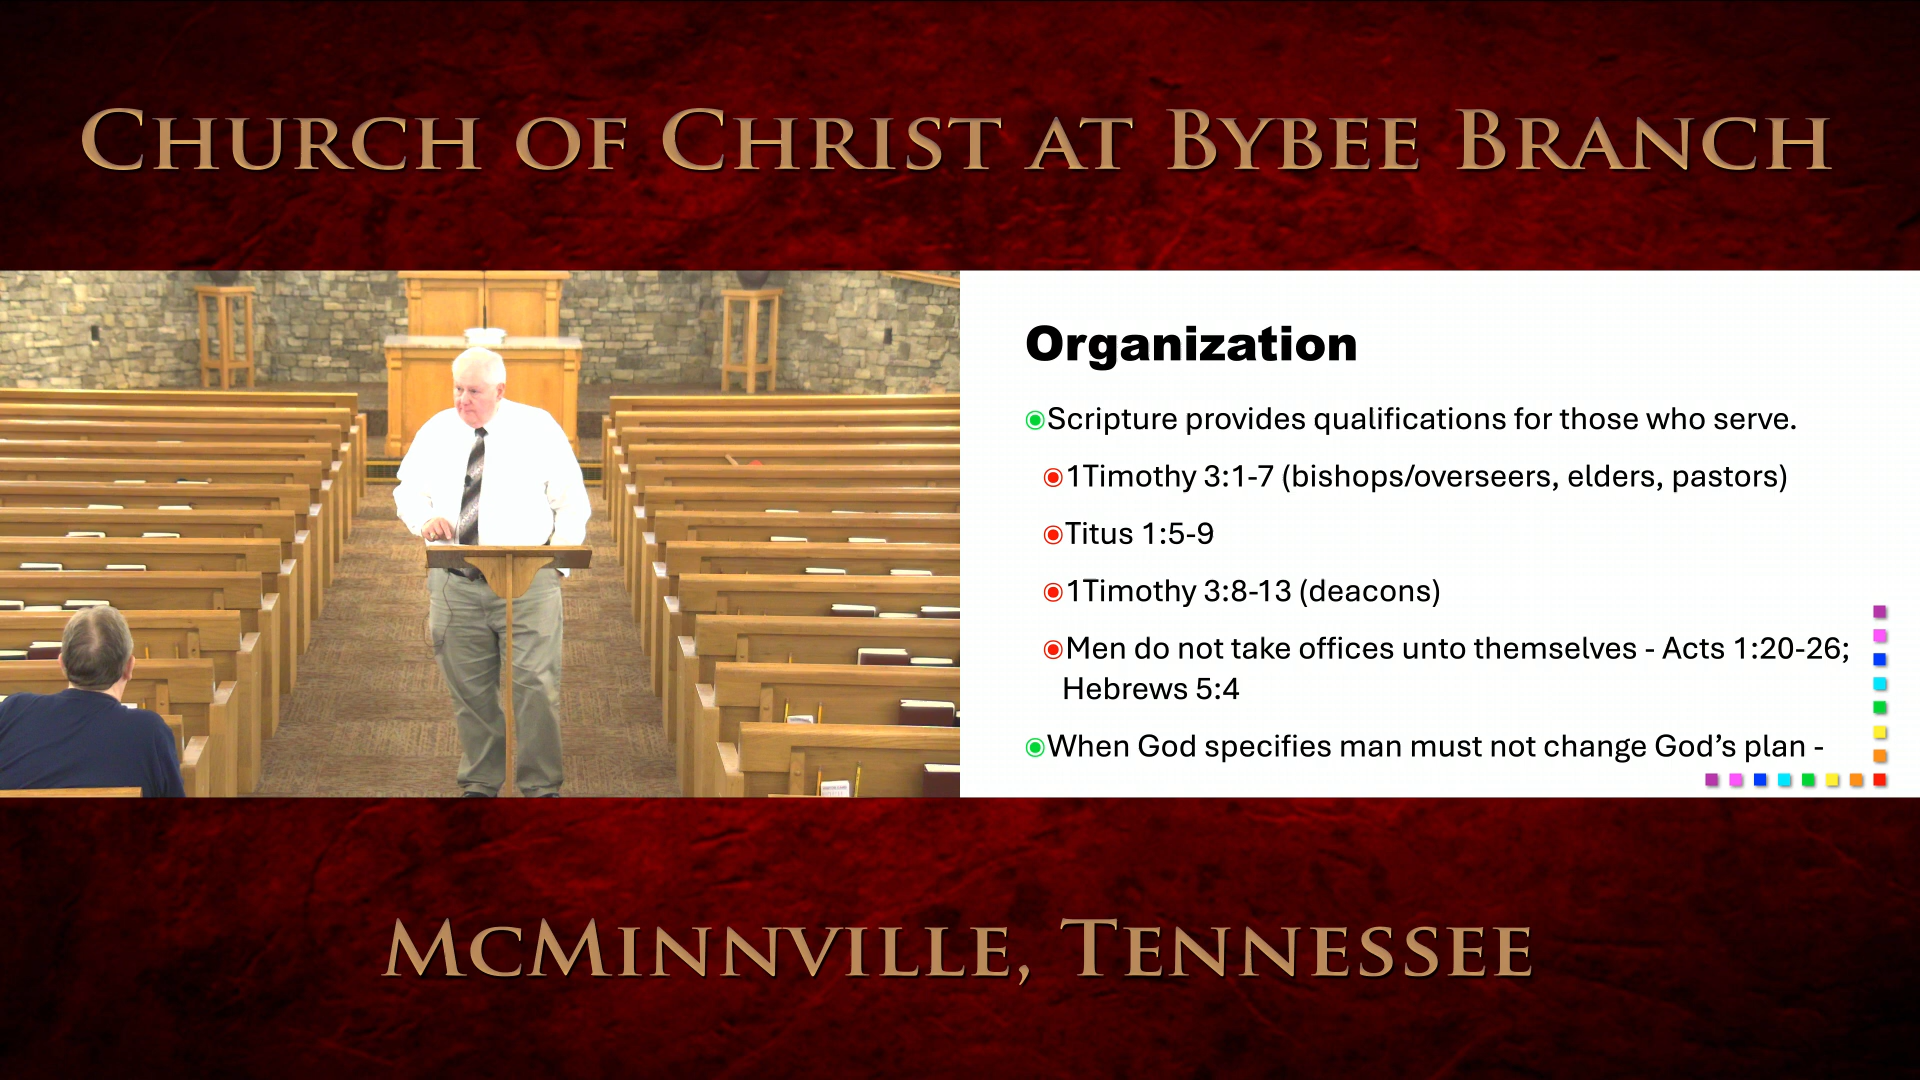 CHURCH OF CHRIST AT BYBEE BRANCH
Organization
Scripture provides qualifications for those who serve.
1Timothy 3:1-7 (bishops/overseers, elders, pastors)
Titus 1:5-9
1Timothy 3:8-13 (deacons)
Men do not take offices unto themselves - Acts 1:20-26;
Hebrews 5:4
When God specifies man must not change God’s plan -
MCMINNVILLE, TENNESSEE